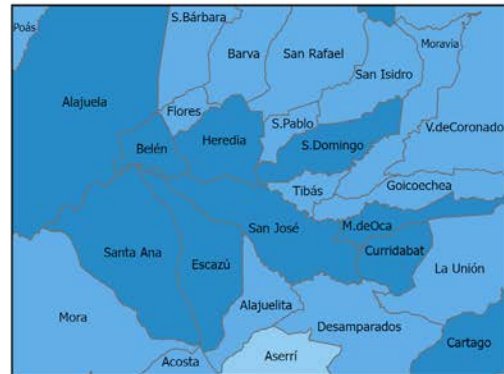 S.Bárbara
Poás
Barva
San Rafael
Moravia
San Isidro
Alajuela
Flores
S.Pablo
V.deCoronado
Belén
Heredia
S.Domingo
Tibás
Goicoechea
San José
M.deOca
Santa Ana
Escazú
Curridabat
La Unión
Alajuelita
Mora
Desamparados
Cartago
Acosta
Aserrí